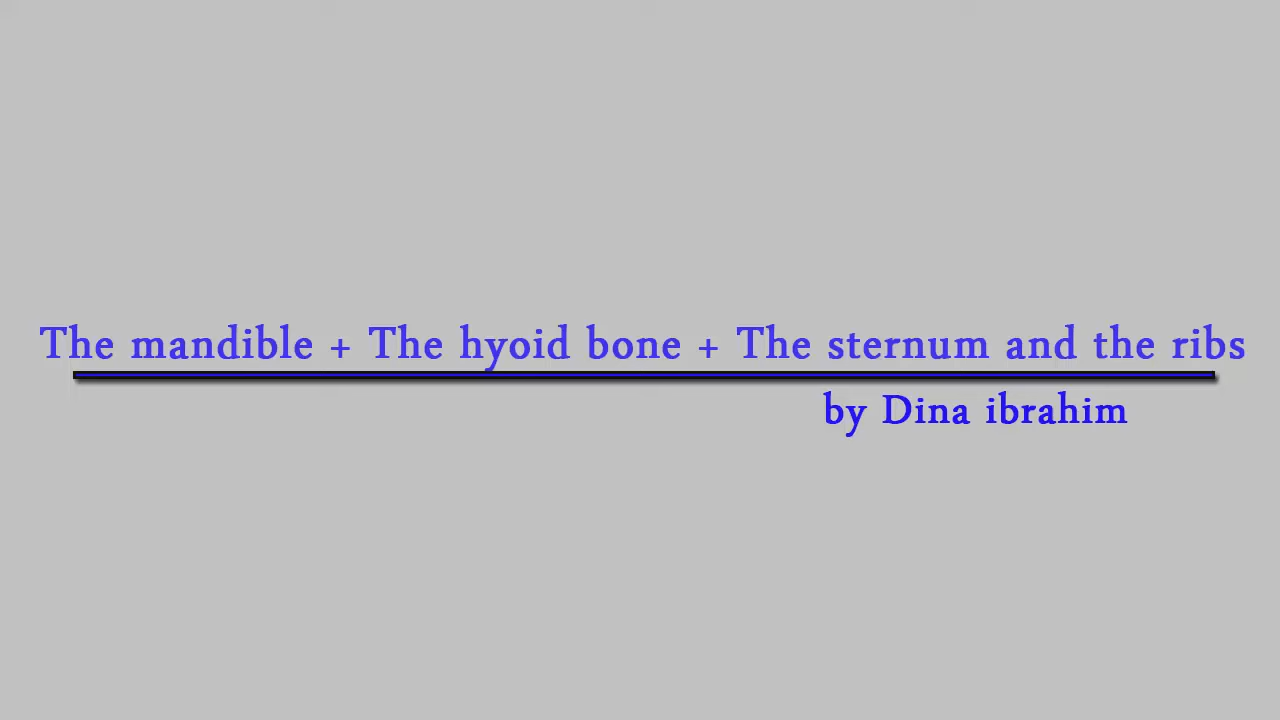 The mandible + The hyoid bone + The sternum and the ribs
by Dina ibrahim